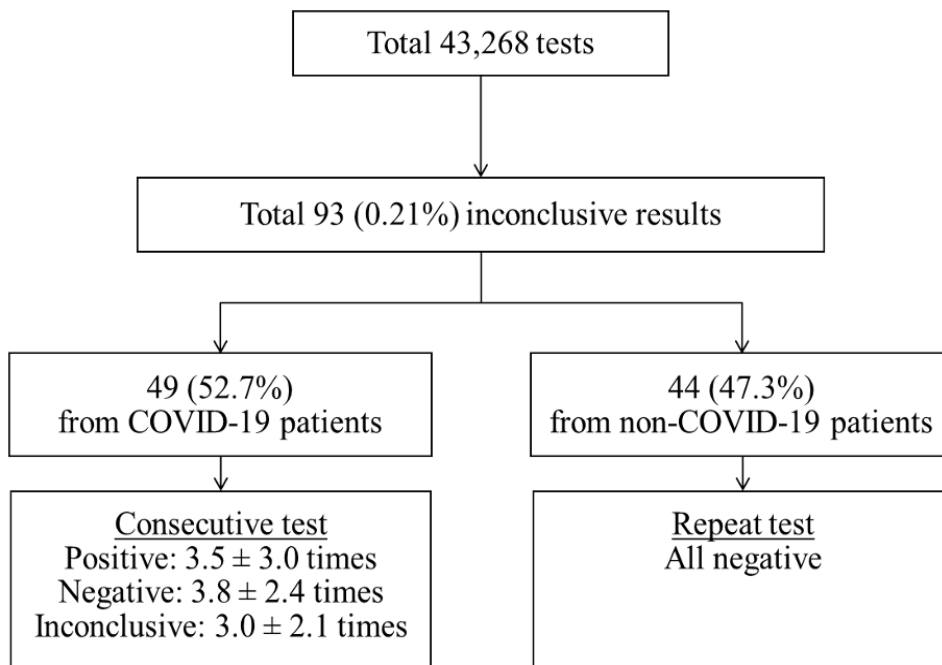 Total 43,268 tests
Total 93 (0.21%) inconclusive results
49 (52.7%)
from COVID-19 patients
44 (47.3%)
from non-COVID-19 patients
Consecutive test
Positive: 3.5 ± 3.0 times
Negative: 3.8 ± 2.4 times
Inconclusive: 3.0 ± 2.1 times
Repeat test
All negative